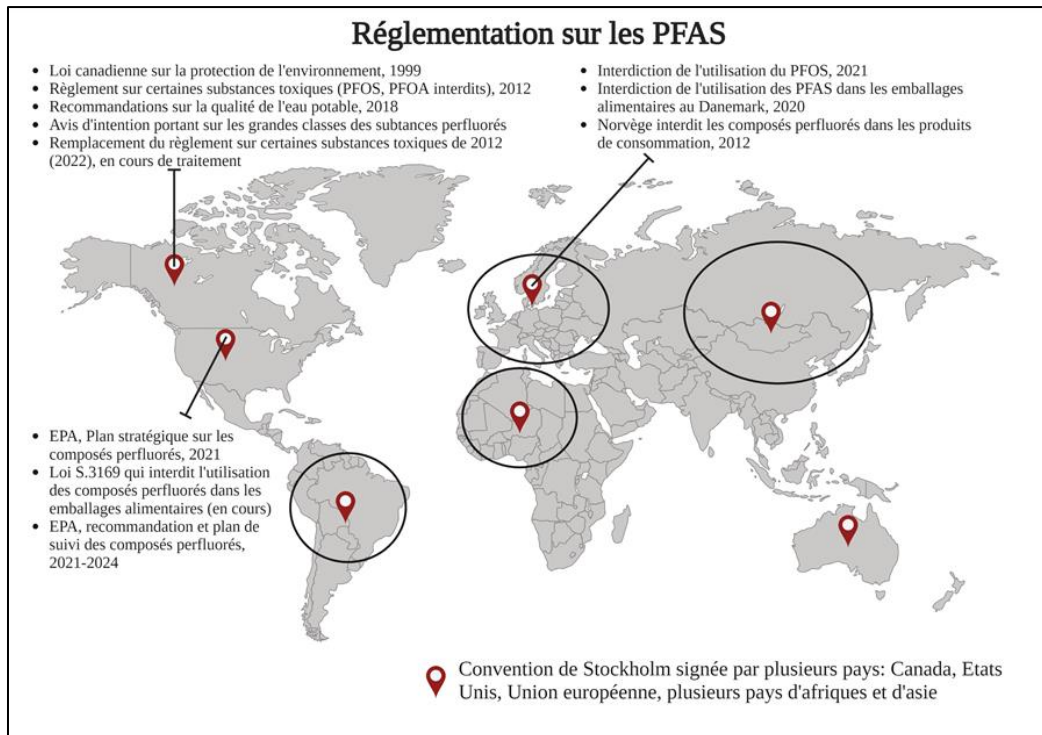 Réglementation sur les PFAS
• Loi canadienne sur la protection de l'environnement, 1999
• Règlement sur certaines substances toxiques (PFOS, PFOA interdits), 2012
• Recommandations sur la qualité de l'eau potable, 2018
• Avis d'intention portant sur les grandes classes des subtances perfluorés
• Remplacement du règlement sur certaines substances toxiques de 2012
(2022), en cours de traitement
• Interdiction de l'utilisation du PFOS, 2021
• Interdiction de l'utilisation des PFAS dans les emballages
alimentaires au Danemark, 2020
• Norvège interdit les composés perfluorés dans les produits
de consommation, 2012
• EPA, Plan stratégique sur les
composés perfluorés, 2021
• Loi S.3169 qui interdit l'utilisation
des composés perfluorés dans les
emballages alimentaires (en cours)
• EPA, recommandation et plan de
suivi des composés perfluorés,
2021-2024
Convention de Stockholm signée par plusieurs pays: Canada, Etats
Unis, Union européenne, plusieurs pays d'afriques et d'asie